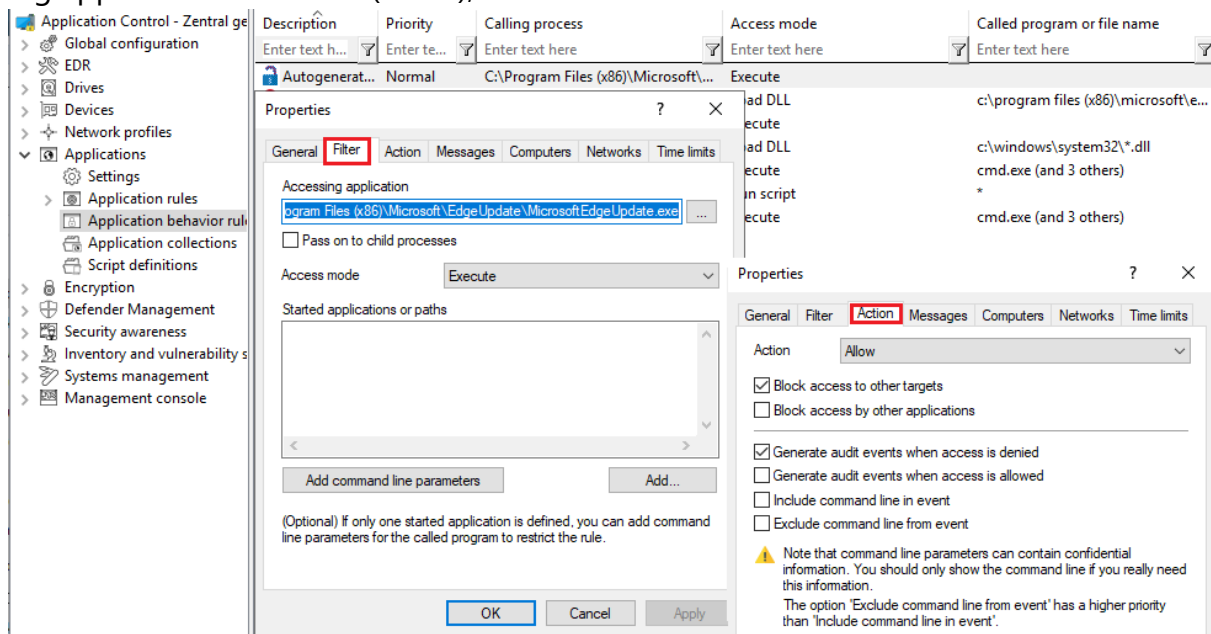 Application Control - Zentral ge
Global configuration
EDR
Drives
Devices
Network profiles
Applications
Settings
Application rules
Application behavior rul
Application collections
Script definitions
Encryption
Defender Management
Security awareness
Inventory and vulnerability s
Systems management
Management console
Description Priority Calling process Access mode Called program or file name
Enter text h... Enter te... Enter text here Enter text here Enter text here
Autogenerat... Normal C:\Program Files (x86)\Microsoft\... Execute
ad DLL c:\program files (x86)\microsoft\e...
ecute
ad DLL c:\windows\system32\*.dll
ecute cmd.exe (and 3 others)
un script *
ecute cmd.exe (and 3 others)
Properties ? ×
General Filter Action Messages Computers Networks Time limits
Accessing application
ogram Files (x86)\Microsoft\EdgeUpdate\MicrosoftEdgeUpdate.exe ...
Pass on to child processes
Access mode Execute
Started applications or paths
Add command line parameters Add...
(Optional) If only one started application is defined, you can add command
line parameters for the called program to restrict the rule.
OK Cancel Apply
Properties ? ×
General Filter Action Messages Computers Networks Time limits
Action Allow
Block access to other targets
Block access by other applications
Generate audit events when access is denied
Generate audit events when access is allowed
Include command line in event
Exclude command line from event
Note that command line parameters can contain confidential
information. You should only show the command line if you really need
this information.
The option 'Exclude command line from event' has a higher priority
than 'Include command line in event'.